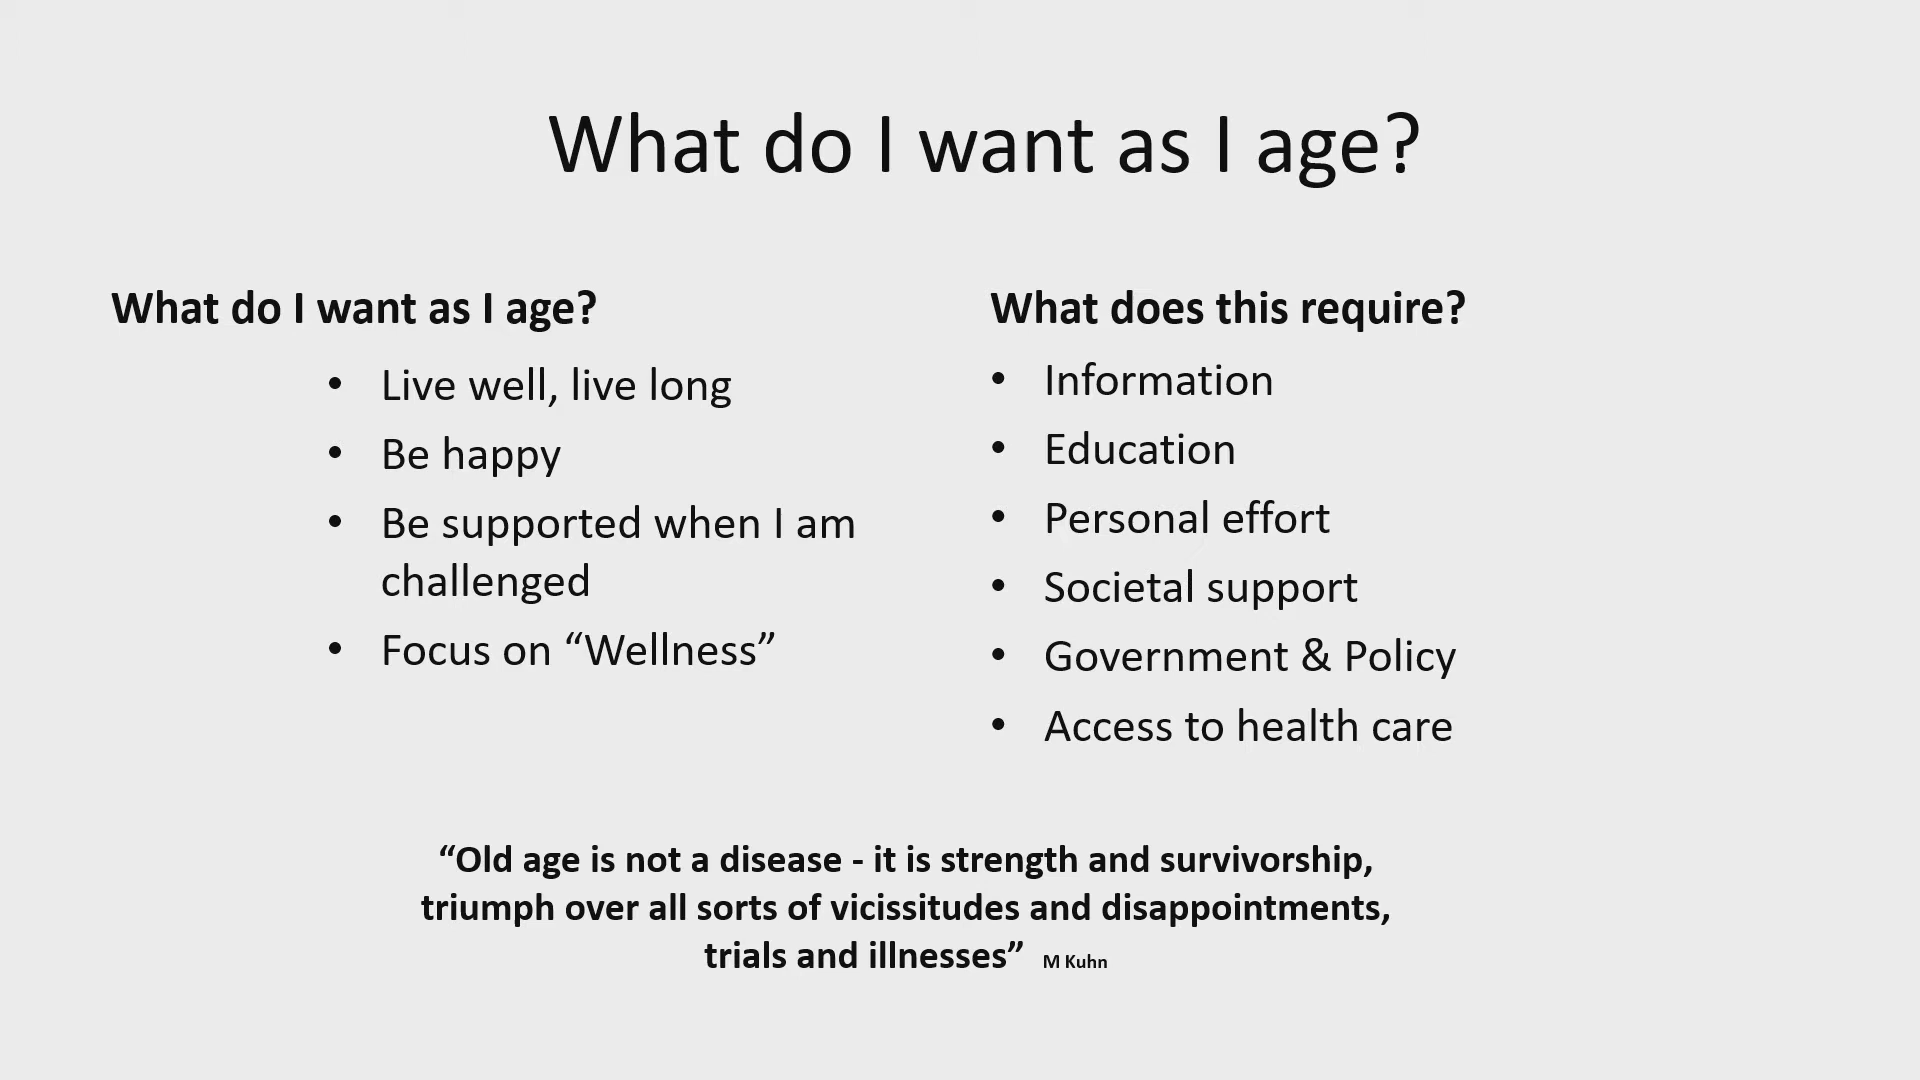 What do I want as I age?
What do I want as I age?
• Live well, live long
• Be happy
• Be supported when I am
challenged
• Focus on “Wellness”
What does this require?
• Information
• Education
• Personal effort
• Societal support
• Government & Policy
• Access to health care
“Old age is not a disease - it is strength and survivorship,
triumph over all sorts of vicissitudes and disappointments,
trials and illnesses” M Kuhn